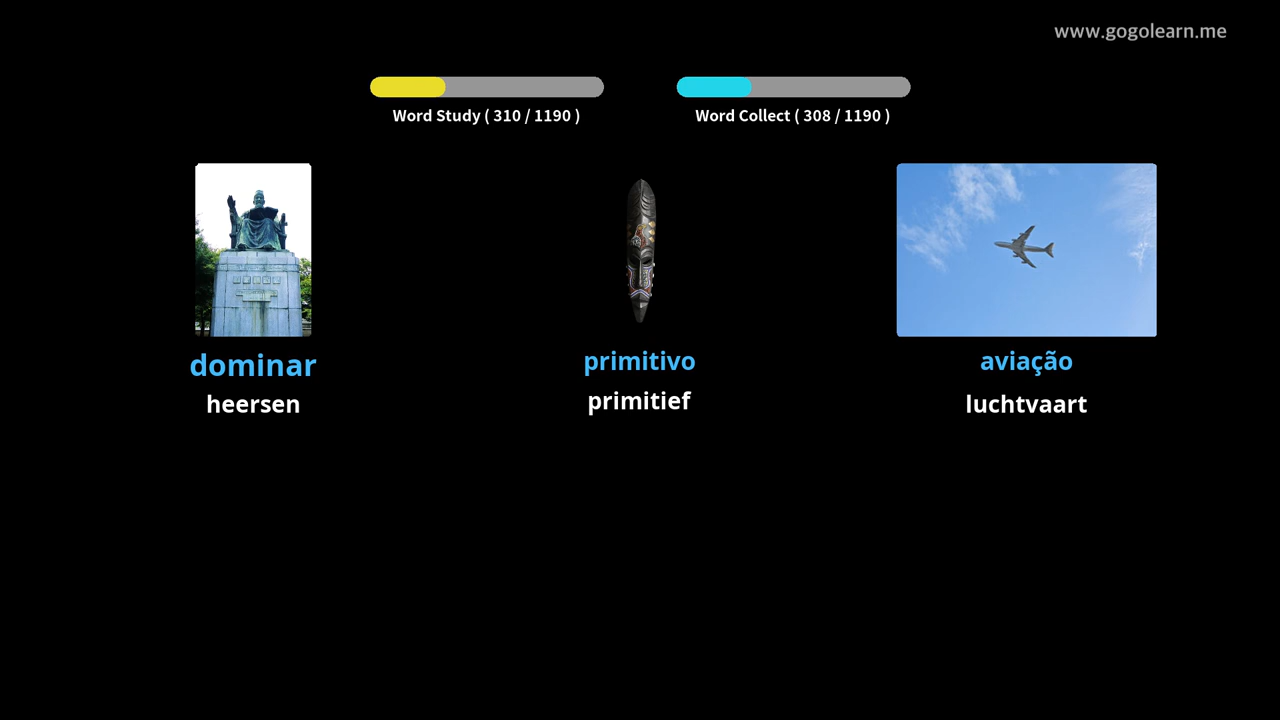 www.gogolearn.me
Word Study ( 310 / 1190 )
Word Collect ( 308 / 1190 )
dominar
heersen
primitivo
primitief
aviação
luchtvaart